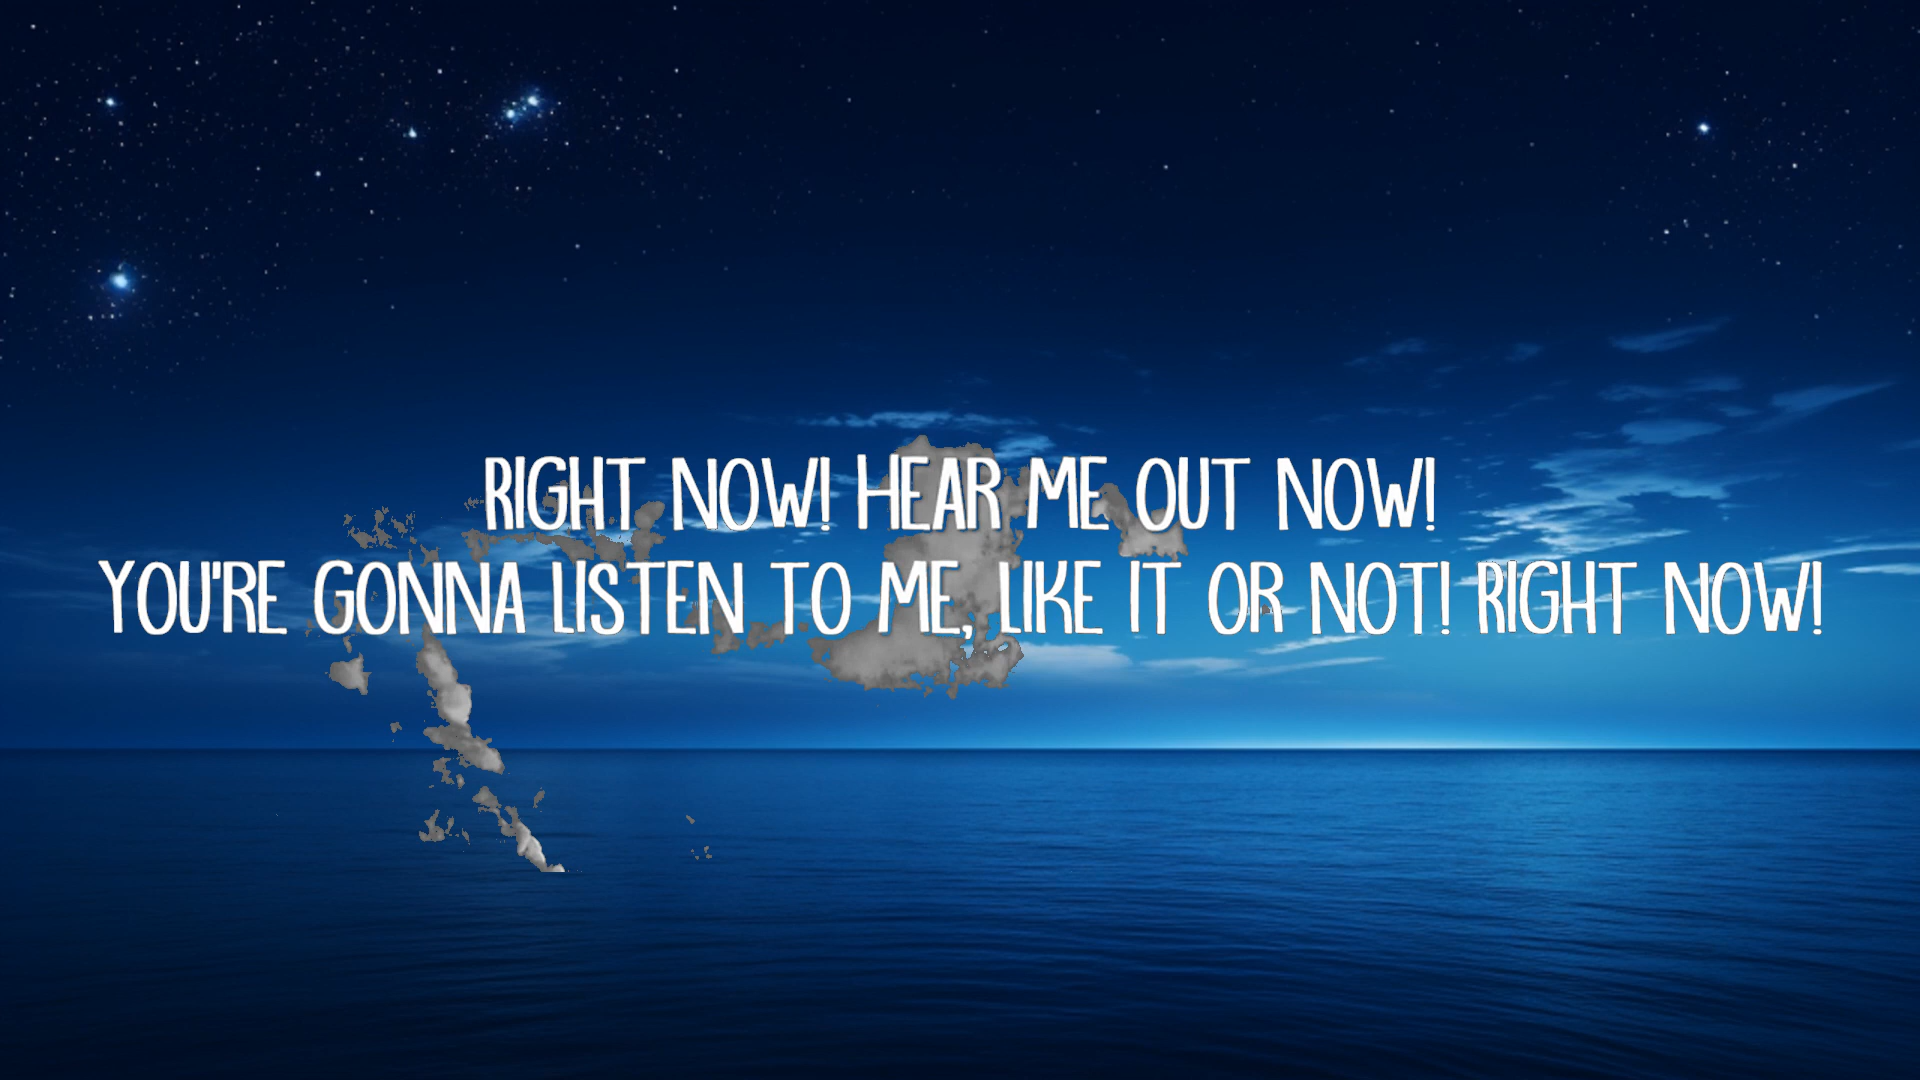 RIGHT NOW! HEAR ME OUT NOW!
YOU'RE GONNA LISTEN TO ME, LIKE IT OR NOT! RIGHT NOW!